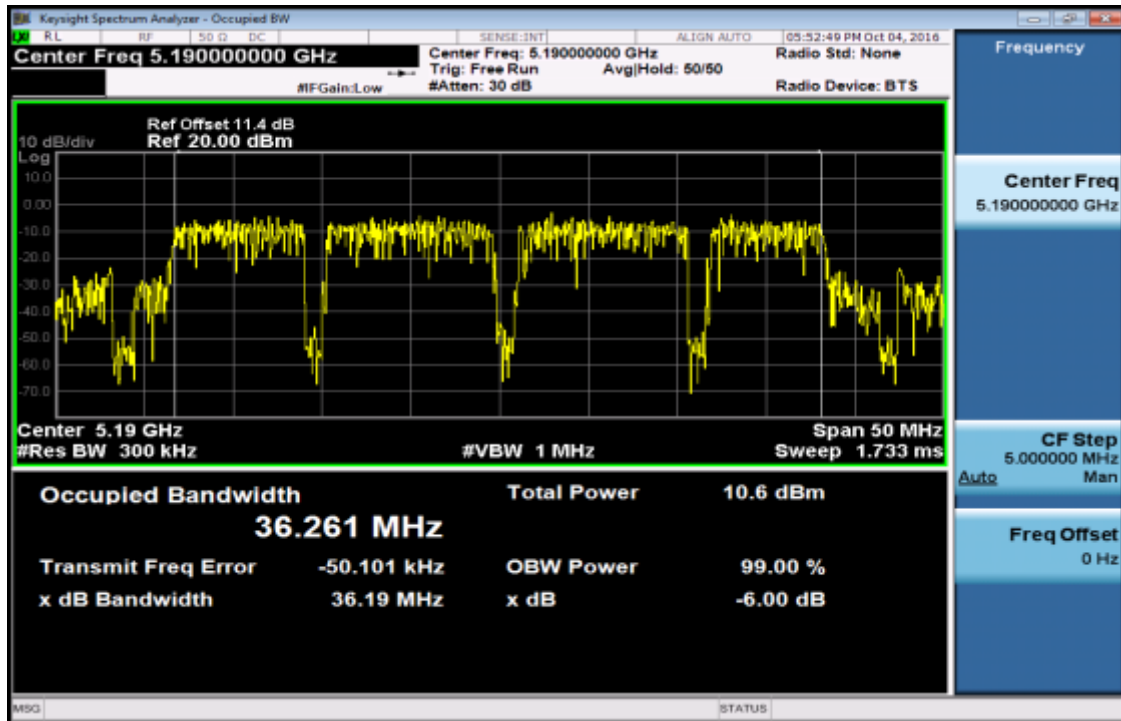 Keysight Spectrum Analyzer - Occupied BW
RL RF 50 Ω DC SENSE:INT ALIGN AUTO 05:52:49 PM Oct 04, 2016
Center Freq 5.190000000 GHz
Center Freq: 5.190000000 GHz
Radio Std: None
Trig: Free Run Avg|Hold: 50/50
#IFGain:Low
#Atten: 30 dB
Radio Device: BTS
Frequency
Ref Offset 11.4 dB
10 dB/div Ref 20.00 dBm
Log
10.0
0.00
-10.0
-20.0
-30.0
-40.0
-50.0
-60.0
-70.0
Center 5.19 GHz Span 50 MHz
#Res BW 300 kHz #VBW 1 MHz Sweep 1.733 ms
Center Freq
5.190000000 GHz
CF Step
5.000000 MHz
Auto Man
Freq Offset
0 Hz
Occupied Bandwidth Total Power 10.6 dBm
36.261 MHz
Transmit Freq Error -50.101 kHz OBW Power 99.00 %
x dB Bandwidth 36.19 MHz x dB -6.00 dB
MSG STATUS